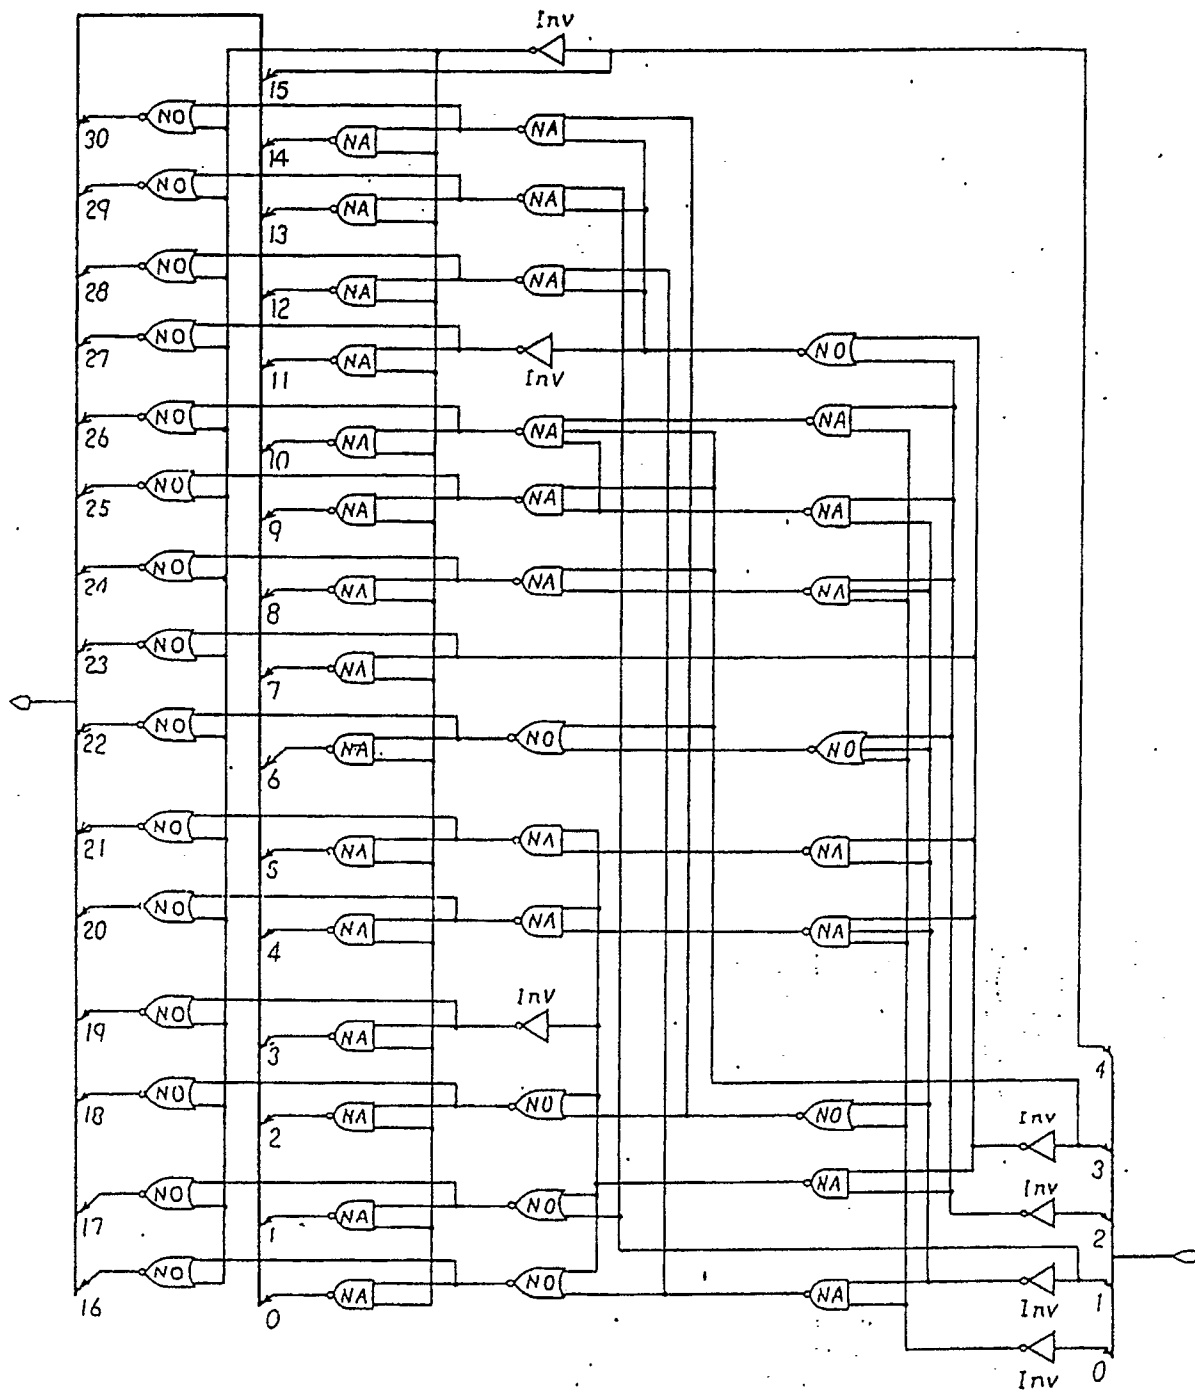 Inv
15
NO NA
30 NA
14
NO NA
29 NA
13
NO NA
28 NA
12
NO NO
27 NA
11 Inv
NO NA NA
26 NA
10
NO NA NA
25 NA
9
NO NA NA
24 NA
8
NO
23 NA
7
NO NO NO
22 NA
6
NO NA NA
21 NA
5
NO NA NA
20 NA
4
Inv
NO
19 NA
3
4
NO NO NO
18 NA
2
Inv
3
NO NA
Inv
17 NA NO
1
2
NO NO NA
16 NA
0
Inv
1
Inv
0